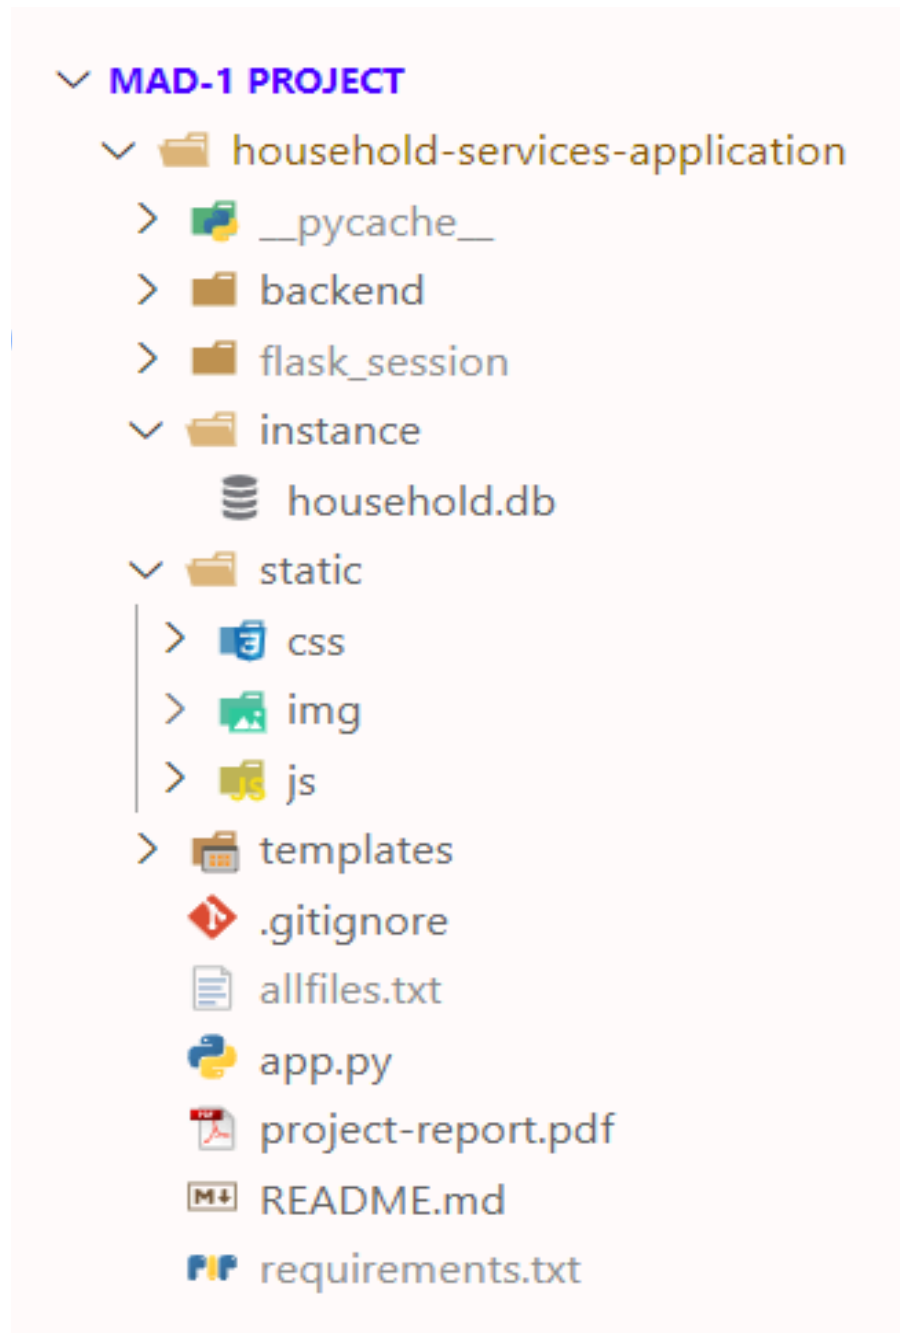 MAD-1 PROJECT
household-services-application
__pycache__
backend
flask_session
instance
household.db
static
css
img
js
templates
.gitignore
allfiles.txt
app.py
project-report.pdf
README.md
requirements.txt